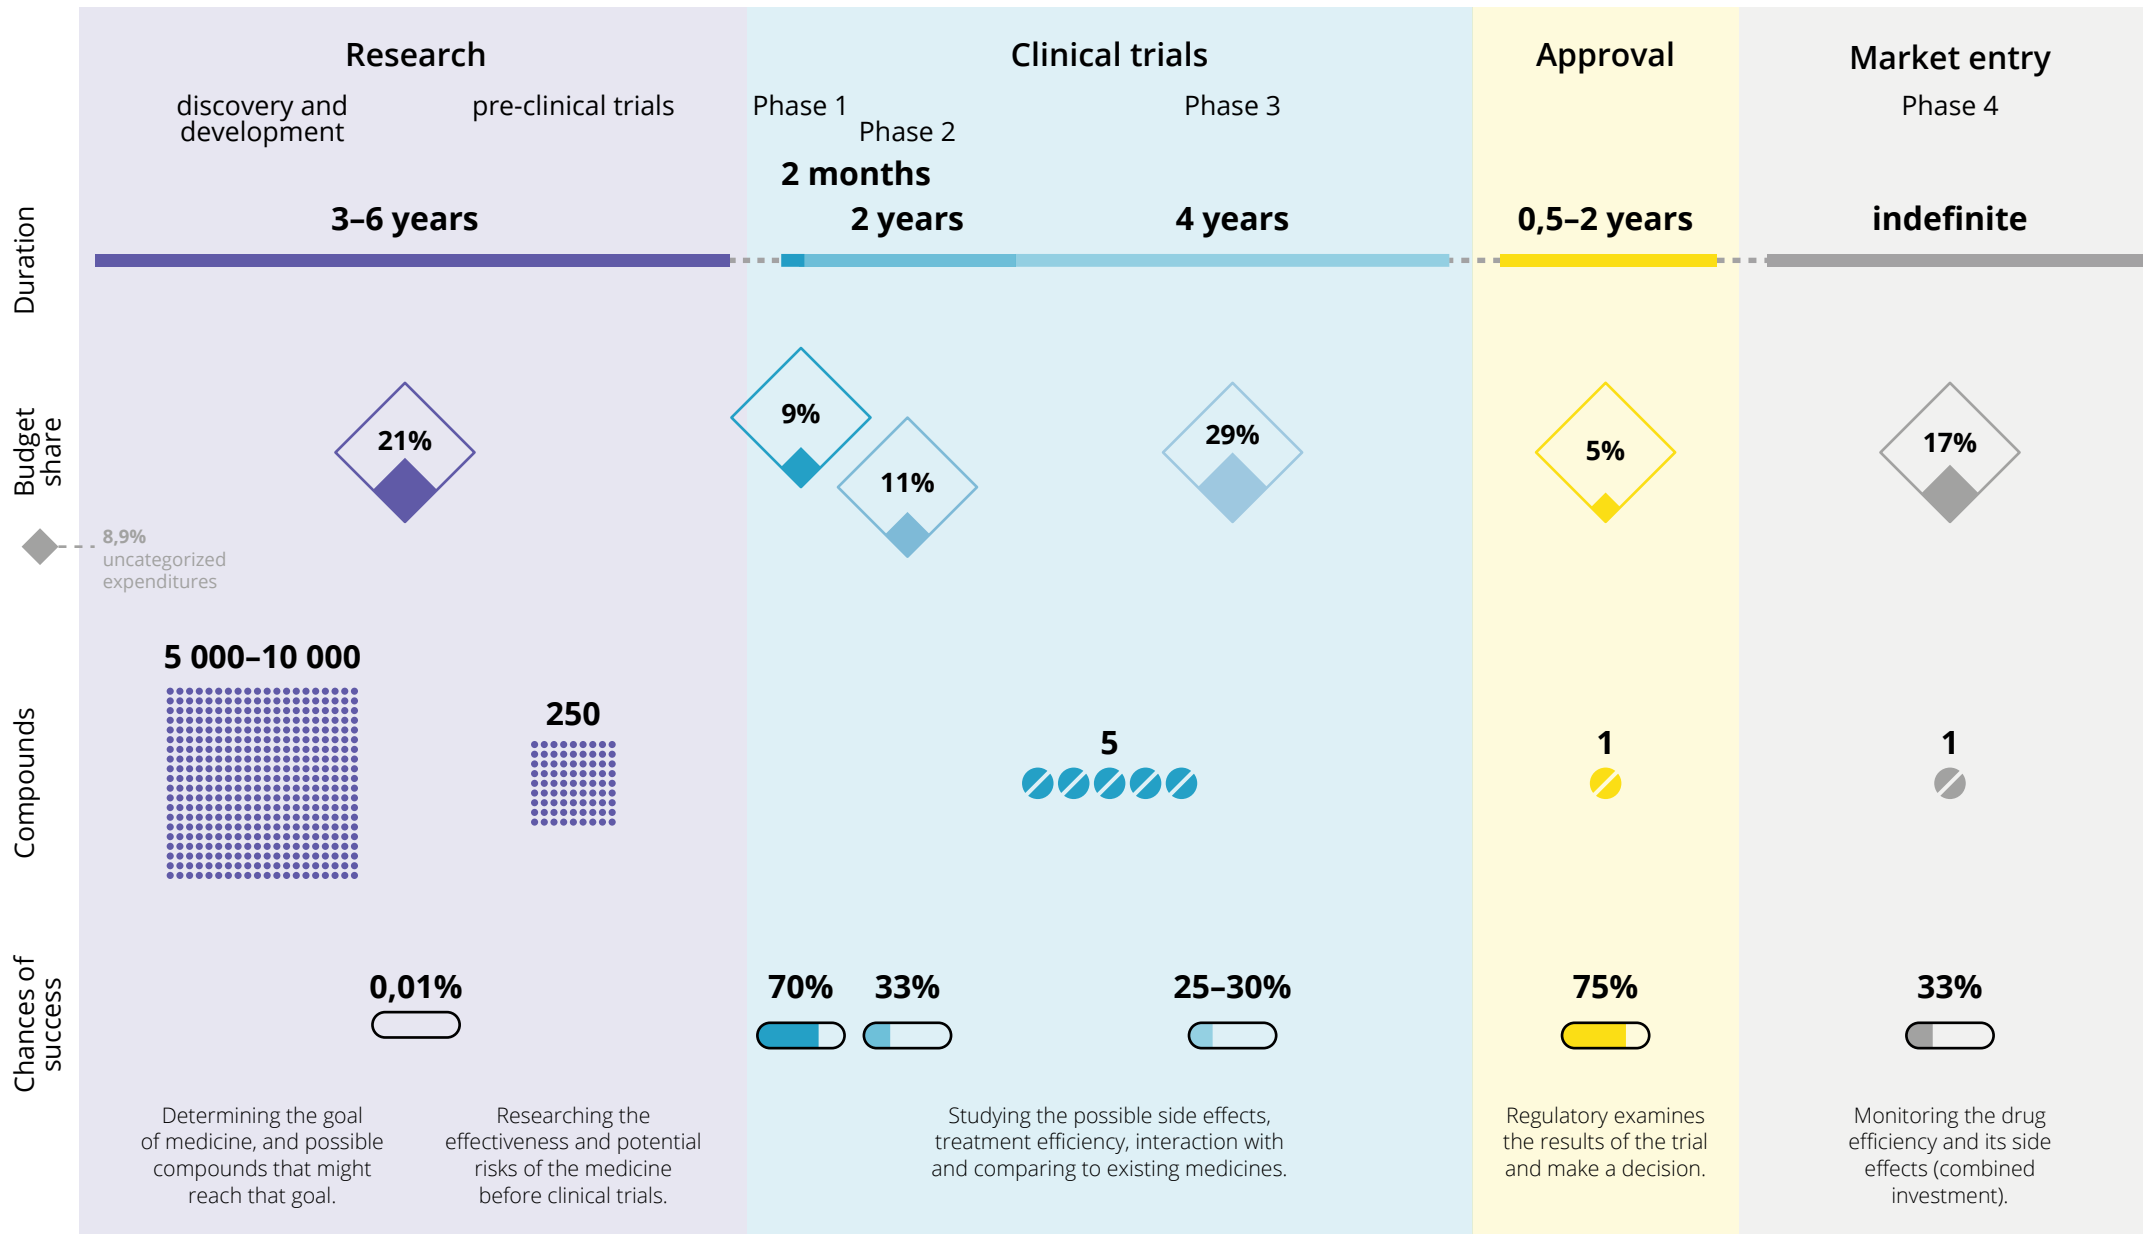 Research
discovery and
development
pre-clinical trials
Clinical trials
Phase 1
Phase 2
Phase 3
Approval
Market entry
Phase 4
Duration
3–6 years
2 months
2 years
4 years
0,5–2 years
indefinite
Budget
share
21%
9%
11%
29%
5%
17%
8,9%
uncategorized
expenditures
Compounds
5 000–10 000
250
5
1
1
Chances of
success
0,01%
70%
33%
25–30%
75%
33%
Determining the goal
of medicine, and possible
compounds that might
reach that goal.
Researching the
effectiveness and potential
risks of the medicine
before clinical trials.
Studying the possible side effects,
treatment efficiency, interaction with
and comparing to existing medicines.
Regulatory examines
the results of the trial
and make a decision.
Monitoring the drug
efficiency and its side
effects (combined
investment).